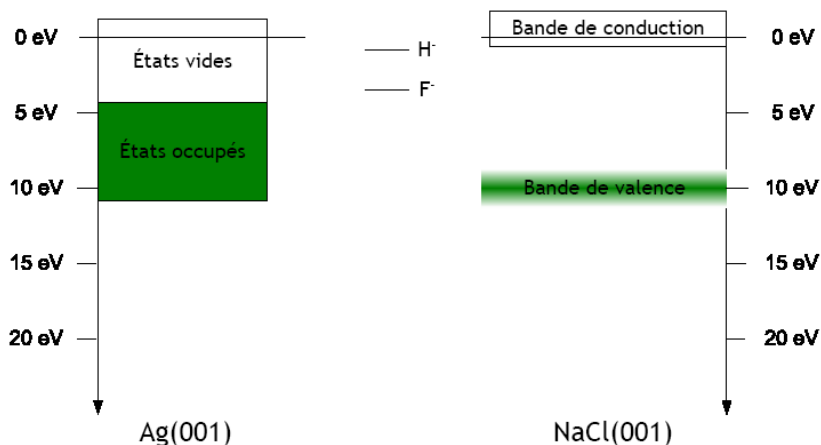 0 eV
États vides
5 eV
États occupés
10 eV
15 eV
20 eV
Ag(001)
H-
F-
Bande de conduction
0 eV
5 eV
Bande de valence
10 eV
15 eV
20 eV
NaCl(001)